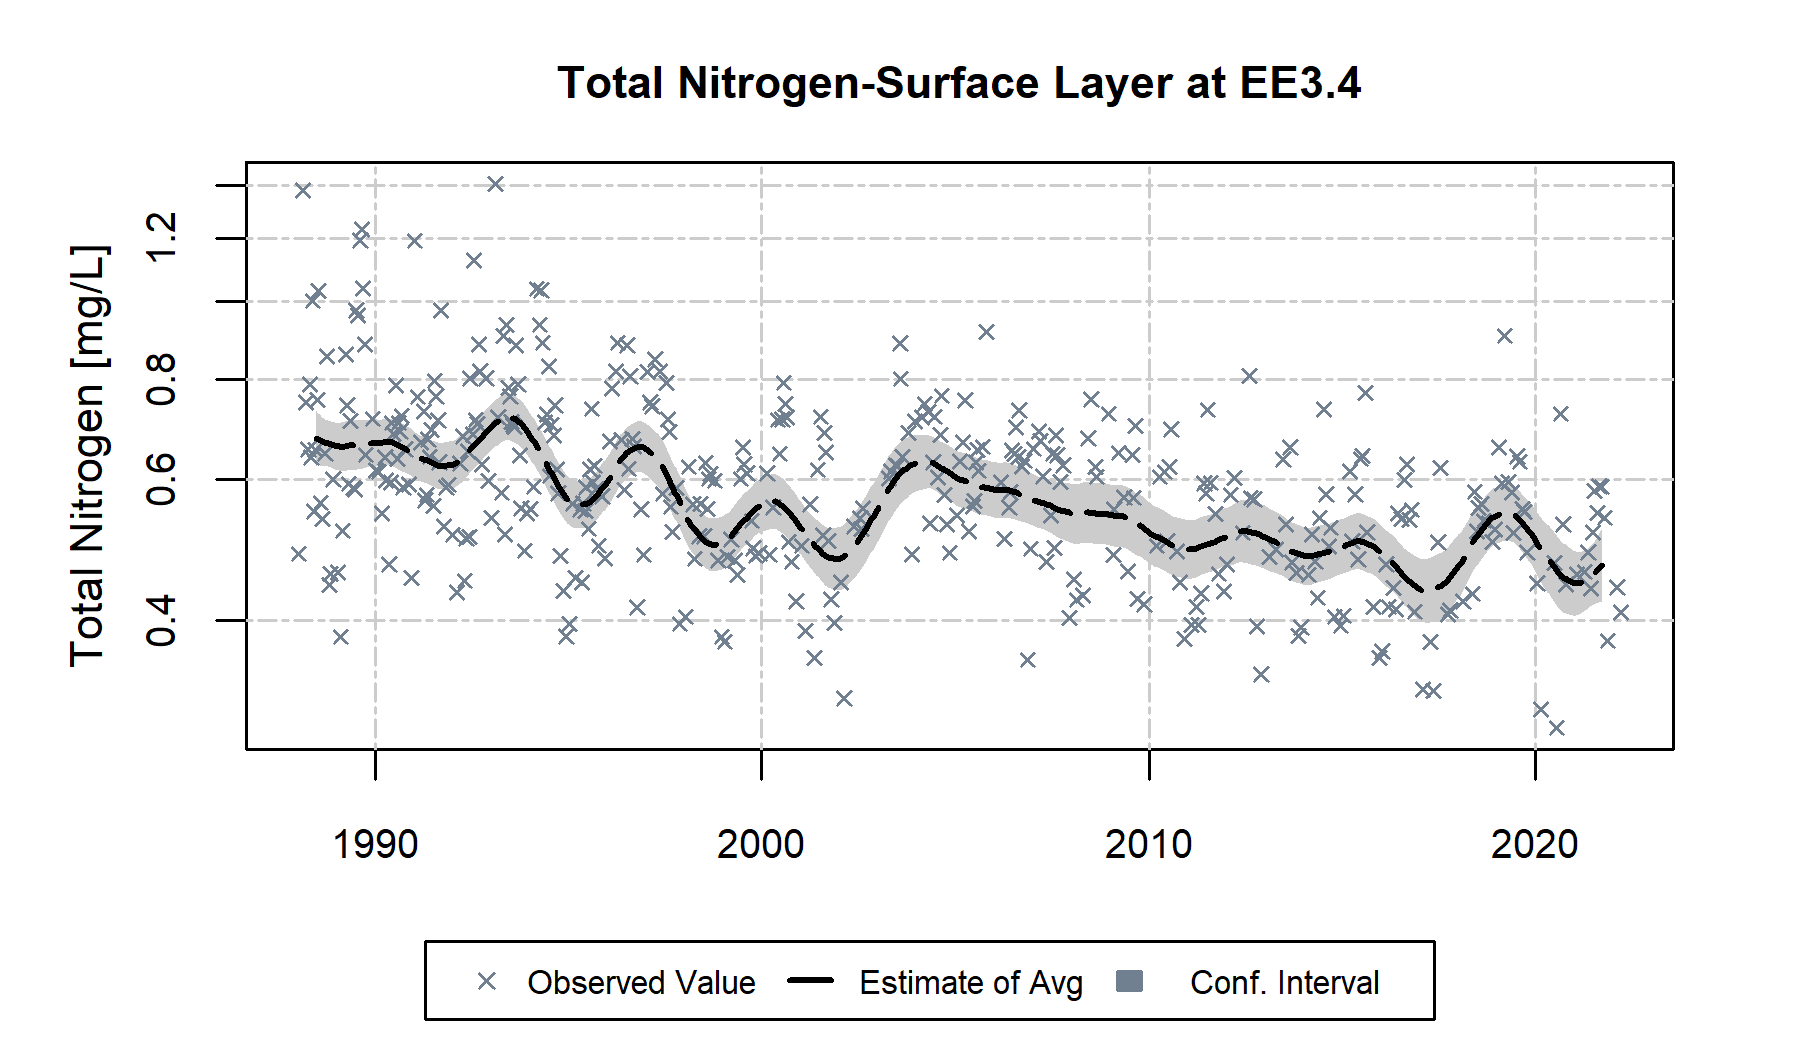 Total Nitrogen-Surface Layer at EE3.4
Total Nitrogen [mg/L]
1.2
0.8
0.6
0.4
1990 2000 2010 2020
Observed Value Estimate of Avg Conf. Interval